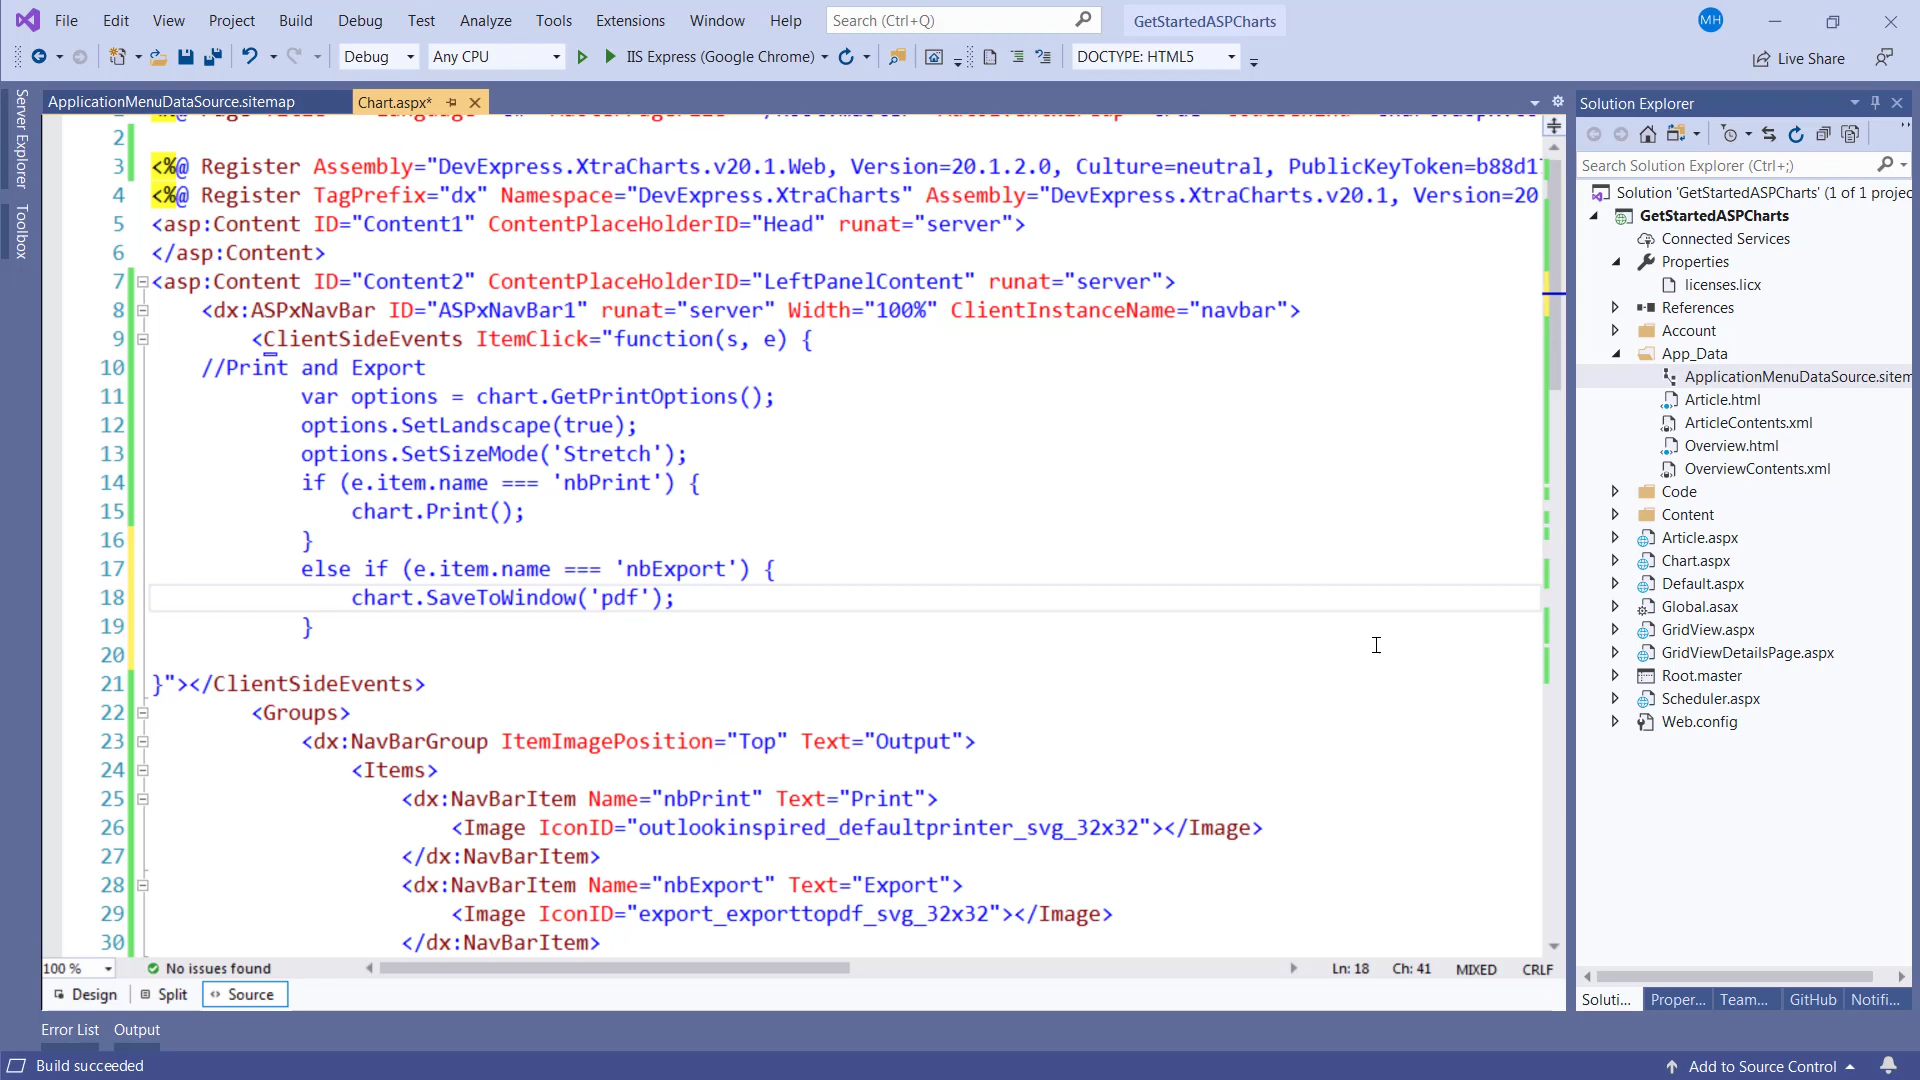 File Edit View Project Build Debug Test Analyze Tools Extensions Window Help Search (Ctrl+Q) GetStartedASPCharts MH
Debug Any CPU IIS Express (Google Chrome) DOCTYPE: HTML5 Live Share
Server Explorer
Toolbox
ApplicationMenuDataSource.sitemap Chart.aspx*
2
3 <%@ Register Assembly="DevExpress.XtraCharts.v20.1.Web, Version=20.1.2.0, Culture=neutral, PublicKeyToken=b88d1
4 <%@ Register TagPrefix="dx" Namespace="DevExpress.XtraCharts" Assembly="DevExpress.XtraCharts.v20.1, Version=20
5 <asp:Content ID="Content1" ContentPlaceHolderID="Head" runat="server">
6 </asp:Content>
7 <asp:Content ID="Content2" ContentPlaceHolderID="LeftPanelContent" runat="server">
8 <dx:ASPxNavBar ID="ASPxNavBar1" runat="server" Width="100%" ClientInstanceName="navbar">
9 <ClientSideEvents ItemClick="function(s, e) {
10 //Print and Export
11 var options = chart.GetPrintOptions();
12 options.SetLandscape(true);
13 options.SetSizeMode('Stretch');
14 if (e.item.name === 'nbPrint') {
15 chart.Print();
16 }
17 else if (e.item.name === 'nbExport') {
18 chart.SaveToWindow('pdf');
19 }
20
21 }"></ClientSideEvents>
22 <Groups>
23 <dx:NavBarGroup ItemImagePosition="Top" Text="Output">
24 <Items>
25 <dx:NavBarItem Name="nbPrint" Text="Print">
26 <Image IconID="outlookinspired_defaultprinter_svg_32x32"></Image>
27 </dx:NavBarItem>
28 <dx:NavBarItem Name="nbExport" Text="Export">
29 <Image IconID="export_exporttopdf_svg_32x32"></Image>
30 </dx:NavBarItem>
100 % No issues found Ln: 18 Ch: 41 MIXED CRLF
Design Split Source
Solution Explorer
Search Solution Explorer (Ctrl+;)
Solution 'GetStartedASPCharts' (1 of 1 projec
GetStartedASPCharts
Connected Services
Properties
licenses.licx
References
Account
App_Data
ApplicationMenuDataSource.sitem
Article.html
ArticleContents.xml
Overview.html
OverviewContents.xml
Code
Content
Article.aspx
Chart.aspx
Default.aspx
Global.asax
GridView.aspx
GridViewDetailsPage.aspx
Root.master
Scheduler.aspx
Web.config
Soluti... Proper... Team... GitHub Notifi...
Error List Output
Build succeeded Add to Source Control